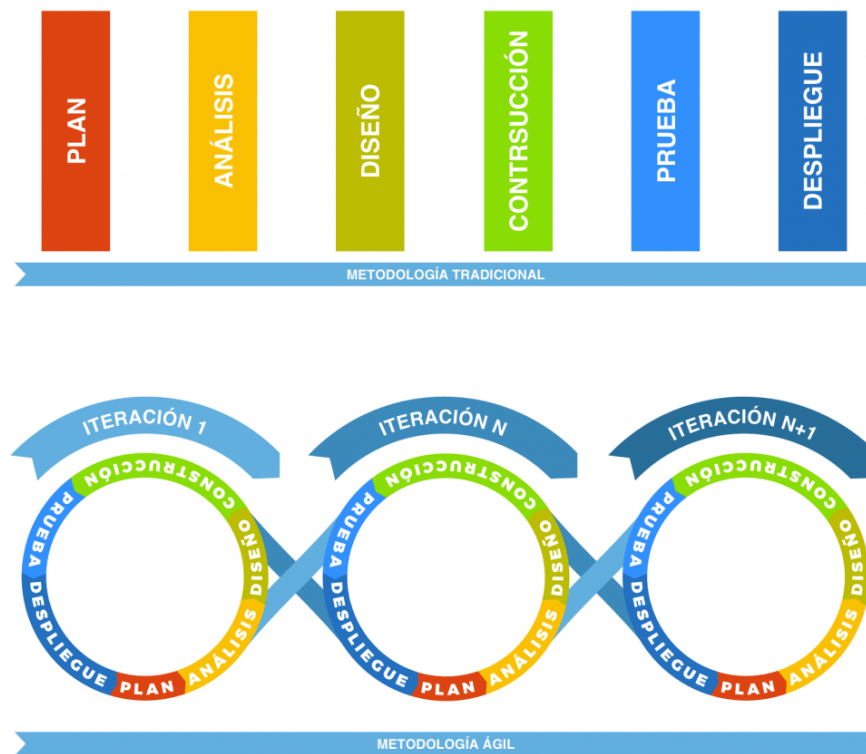 PLAN
ANÁLISIS
DISEÑO
CONTRSUCCIÓN
PRUEBA
DESPLIEGUE
METODOLOGÍA TRADICIONAL
ITERACIÓN 1
ITERACIÓN N
ITERACIÓN N+1
PLAN
ANÁLISIS
DISEÑO
CONSTRUCCIÓN
PRUEBA
DESPLIEGUE
PLAN
ANÁLISIS
DISEÑO
CONSTRUCCIÓN
PRUEBA
DESPLIEGUE
PLAN
ANÁLISIS
DISEÑO
CONSTRUCCIÓN
PRUEBA
DESPLIEGUE
METODOLOGÍA ÁGIL